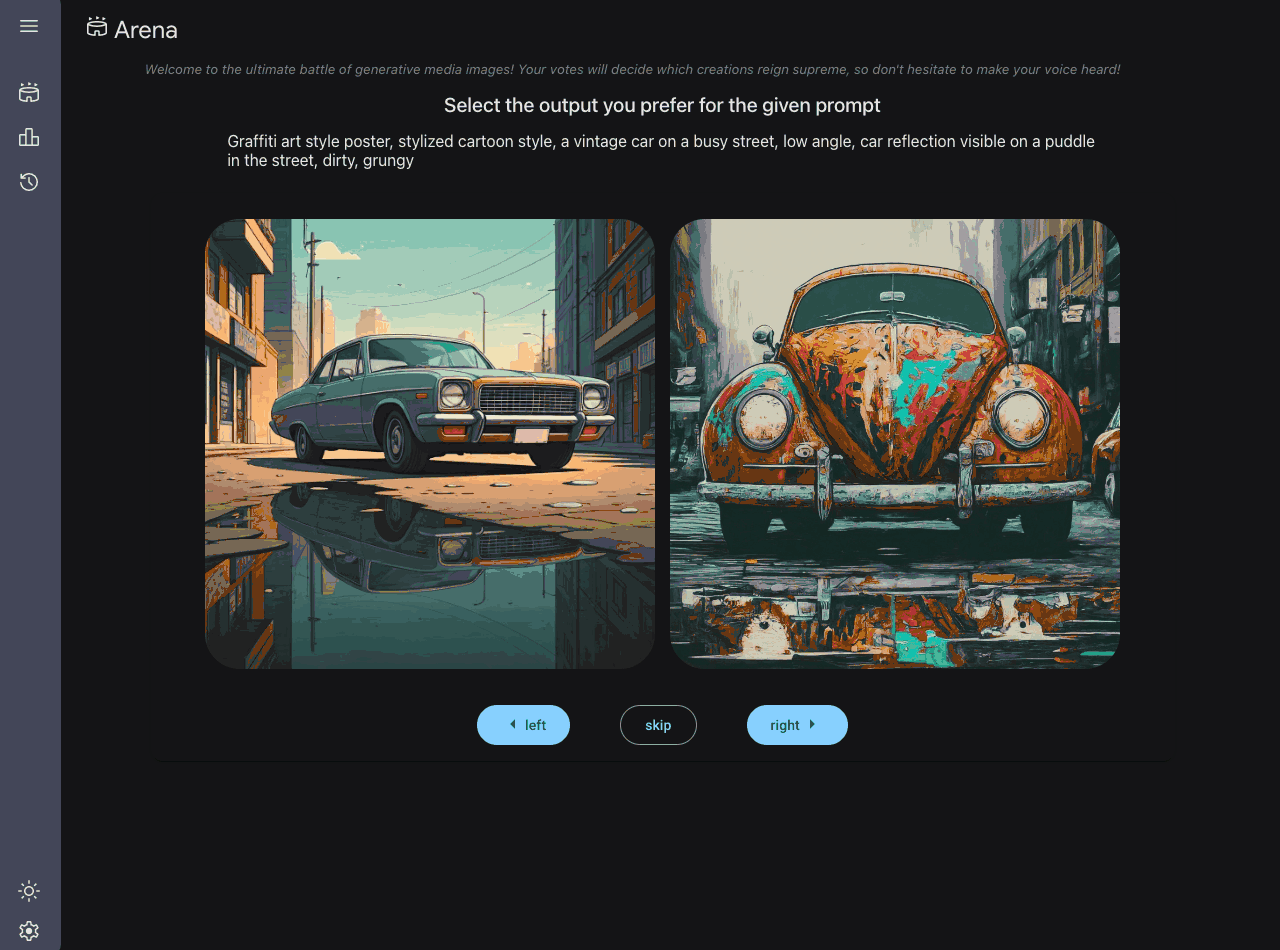 Arena
Welcome to the ultimate battle of generative media images! Your votes will decide which creations reign supreme, so don't hesitate to make your voice heard!
Select the output you prefer for the given prompt
Graffiti art style poster, stylized cartoon style, a vintage car on a busy street, low angle, car reflection visible on a puddle
in the street, dirty, grungy
left
skip
right